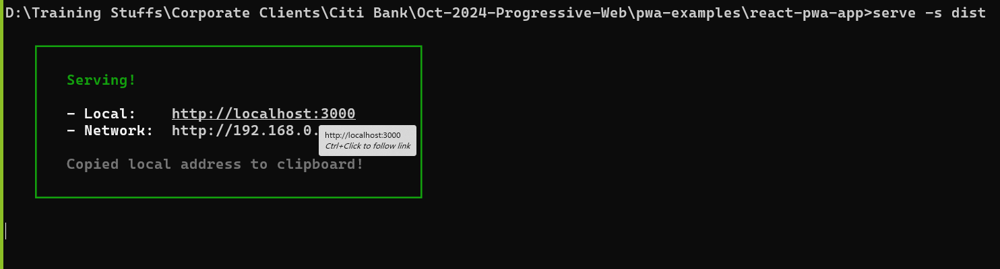 D:\Training Stuffs\Corporate Clients\Citi Bank\Oct-2024-Progressive-Web\pwa-examples\react-pwa-app>serve -s dist
Serving!
- Local: http://localhost:3000
- Network: http://192.168.0.
http://localhost:3000
Ctrl+Click to follow link
Copied local address to clipboard!